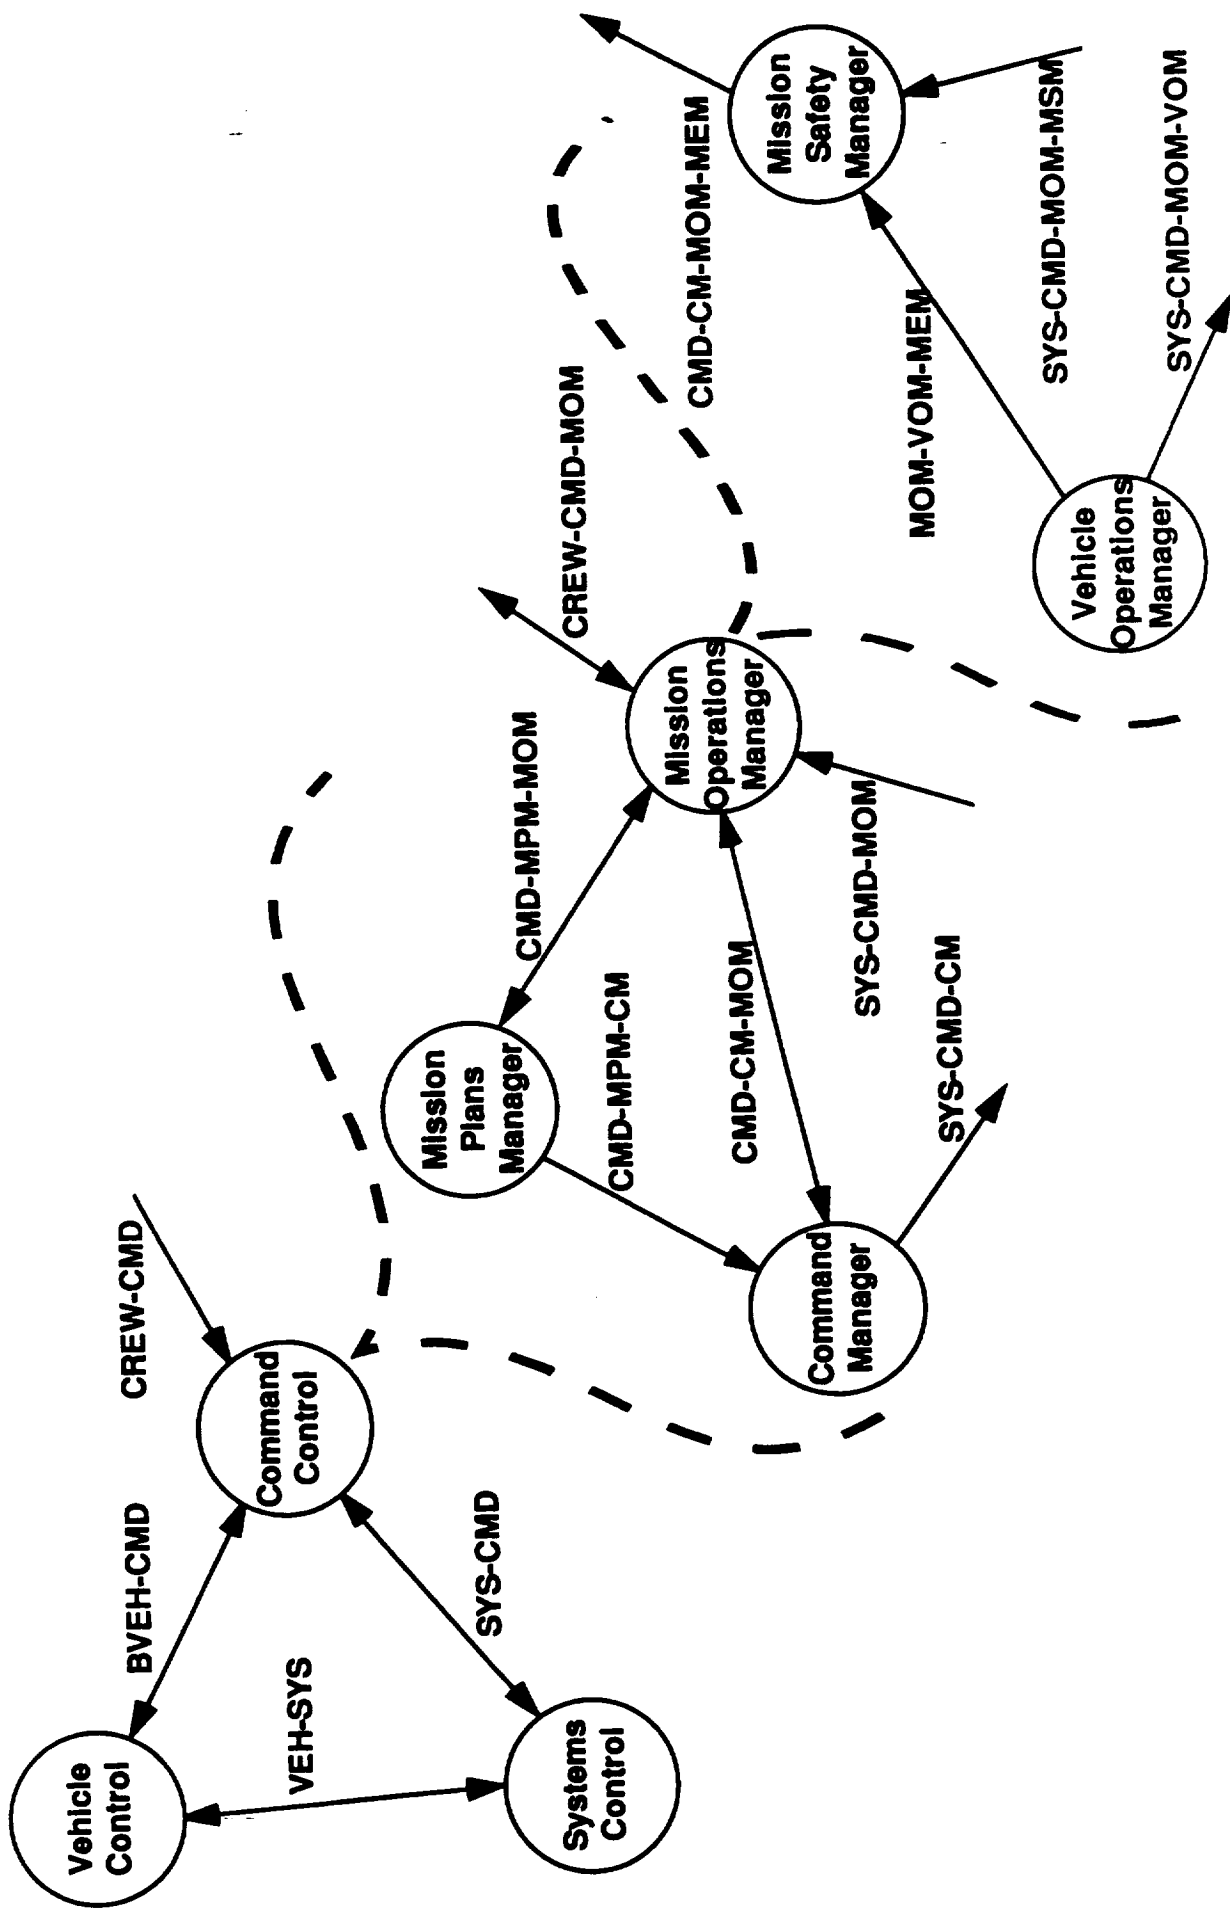 Vehicle
Control
BVEH-CMD
VEH-SYS
Systems
Control
SYS-CMD
Command
Control
CREW-CMD
Mission
Plans
Manager
CMD-MPM-MOM
CMD-MPM-CM
Command
Manager
CMD-CM-MOM
SYS-CMD-CM
SYS-CMD-MOM
Mission
Operations
Manager
CREW-CMD-MOM
CMD-CM-MOM-MEM
Vehicle
Operations
Manager
MOM-VOM-MEM
Mission
Safety
Manager
SYS-CMD-MOM-MSM
SYS-CMD-MOM-VOM